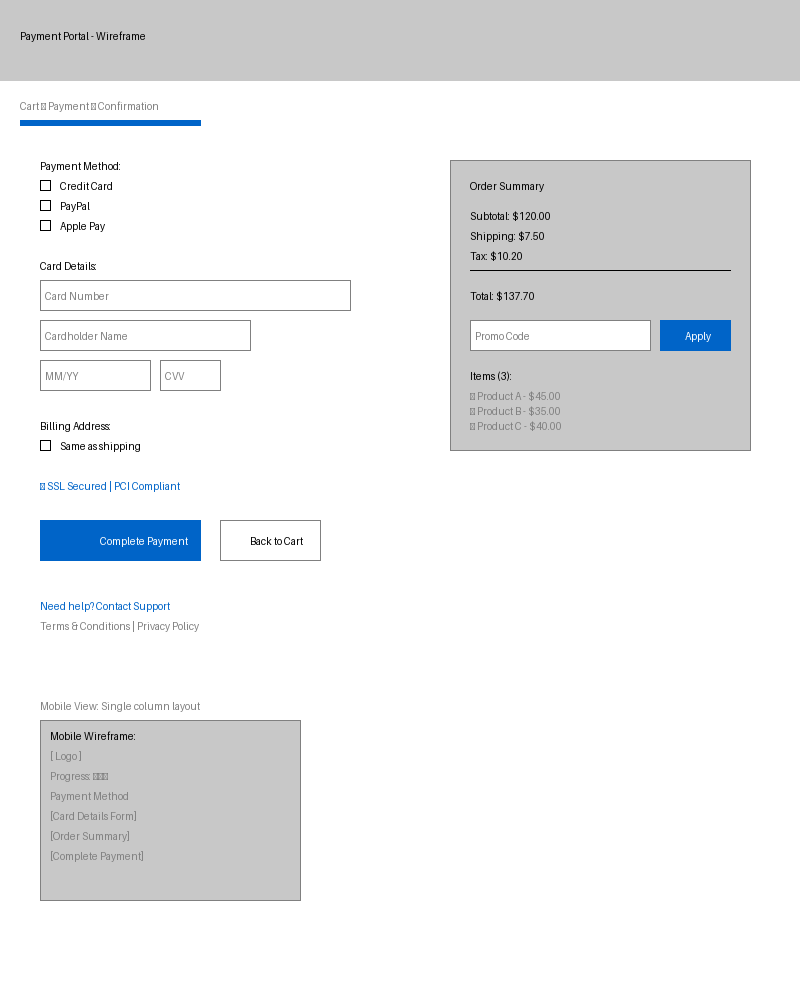 Payment Portal - Wireframe
Cart ▯ Payment ▯ Confirmation
Payment Method:
Credit Card
PayPal
Apple Pay
Card Details:
Card Number
Cardholder Name
MM/YY
CVV
Billing Address:
Same as shipping
▯ SSL Secured | PCI Compliant
Complete Payment
Back to Cart
Need help? Contact Support
Terms & Conditions | Privacy Policy
Order Summary
Subtotal: $120.00
Shipping: $7.50
Tax: $10.20
Total: $137.70
Promo Code
Apply
Items (3):
▯ Product A - $45.00
▯ Product B - $35.00
▯ Product C - $40.00
Mobile View: Single column layout
Mobile Wireframe:
[ Logo ]
Progress: ▯▯▯
Payment Method
[Card Details Form]
[Order Summary]
[Complete Payment]